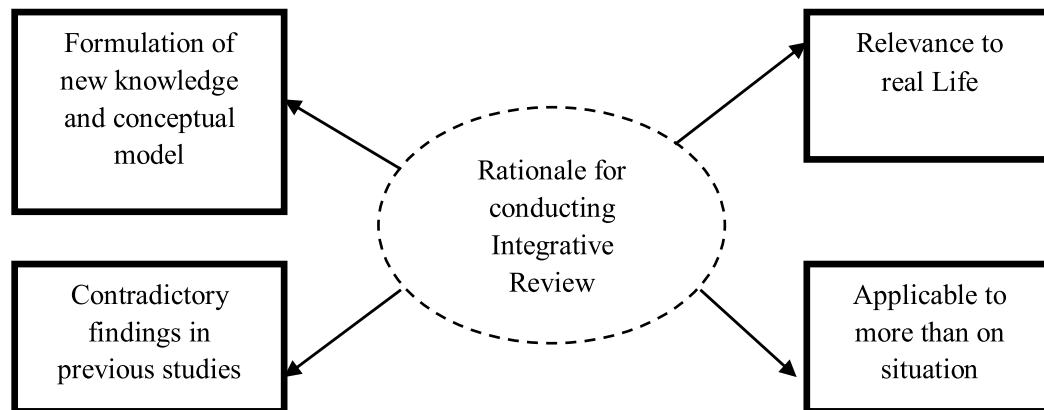 Formulation of
new knowledge
and conceptual
model
Relevance to
real Life
Rationale for
conducting
Integrative
Review
Contradictory
findings in
previous studies
Applicable to
more than on
situation